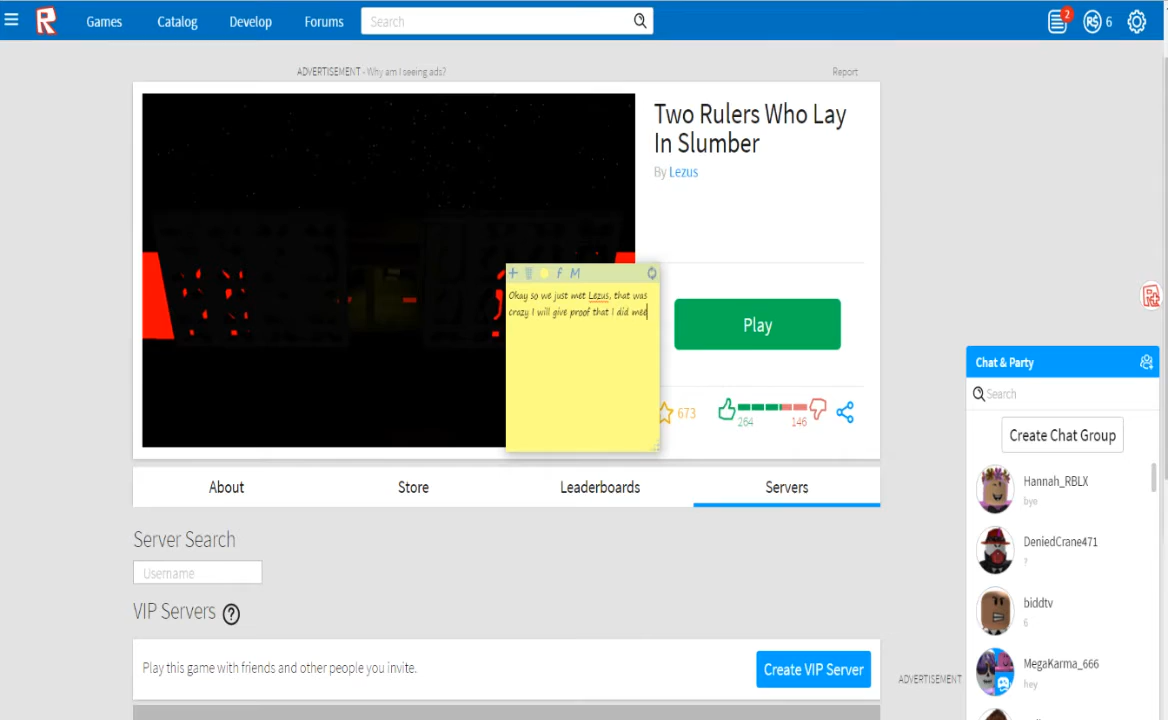 Games
Catalog
Develop
Forums
Search
2
R$ 6
ADVERTISEMENT - Why am I seeing ads?
Report
Two Rulers Who Lay
In Slumber
By Lezus
+ f M
Okay so we just met Lezus, that was
crazy I will give proof that I did mee
Play
673
264
146
Chat & Party
Search
Create Chat Group
Hannah_RBLX
bye
DeniedCrane471
?
biddtv
6
MegaKarma_666
hey
About
Store
Leaderboards
Servers
Server Search
Username
VIP Servers ?
Play this game with friends and other people you invite.
Create VIP Server
ADVERTISEMENT